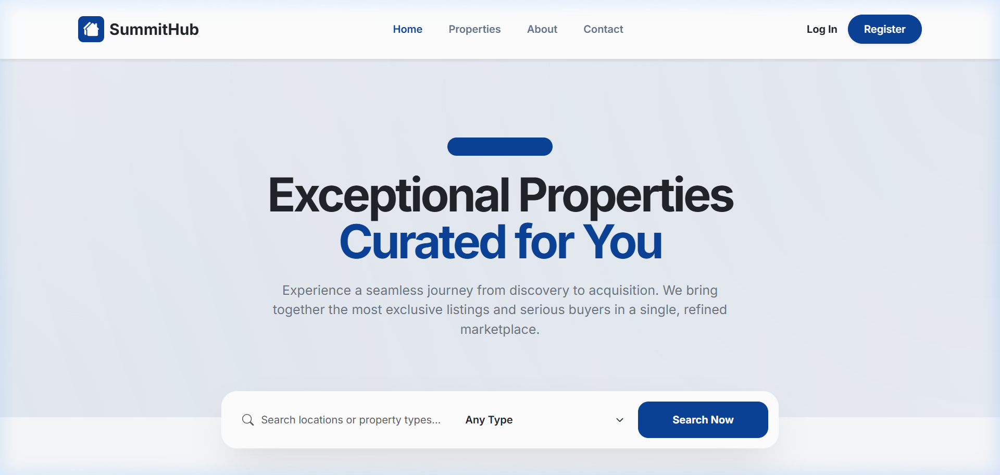 SummitHub
Home
Properties
About
Contact
Log In
Register
Exceptional Properties
Curated for You
Experience a seamless journey from discovery to acquisition. We bring
together the most exclusive listings and serious buyers in a single, refined
marketplace.
Search locations or property types...
Any Type
Search Now